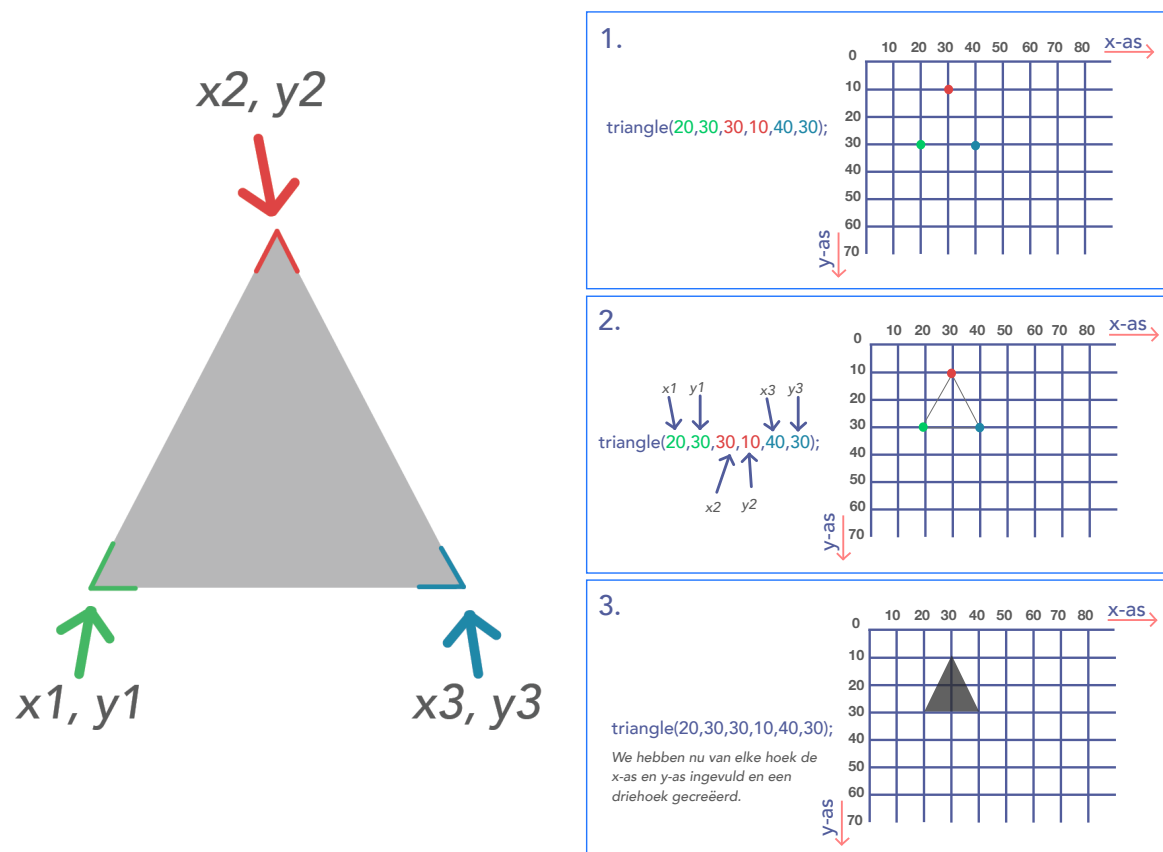 x2, y2
x1, y1
x3, y3
1.
x-as
10 20 30 40 50 60 70 80
0
10
20
30
40
50
60
70
y-as
triangle(20,30,30,10,40,30);
2.
x-as
10 20 30 40 50 60 70 80
0
10
20
30
40
50
60
70
y-as
x1 y1 x3 y3
triangle(20,30,30,10,40,30);
x2 y2
3.
x-as
10 20 30 40 50 60 70 80
0
10
20
30
40
50
60
70
y-as
triangle(20,30,30,10,40,30);
We hebben nu van elke hoek de
x-as en y-as ingevuld en een
driehoek gecreëerd.